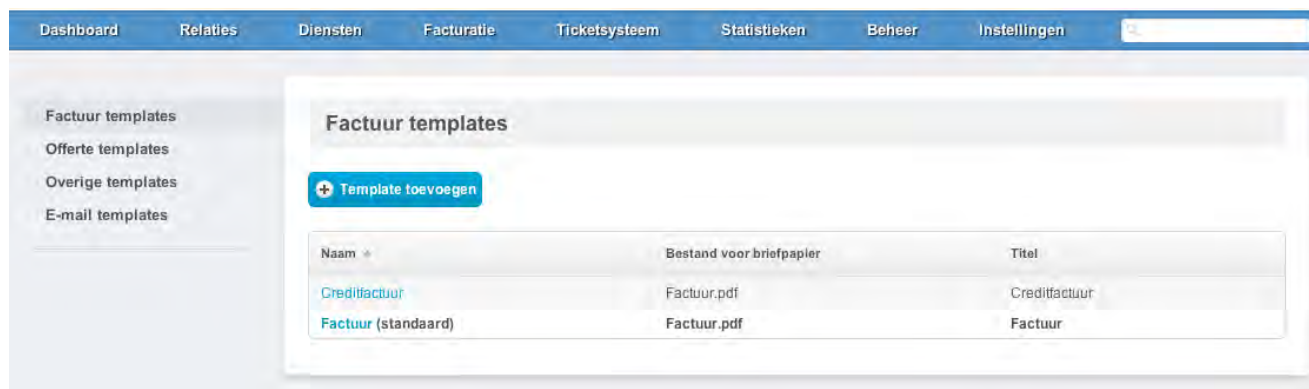 Dashboard Relaties Diensten Facturatie Ticketsysteem Statistieken Beheer Instellingen
Factuur templates
Offerte templates
Overige templates
E-mail templates
Factuur templates
Template toevoegen
Naam Bestand voor briefpapier Titel
Creditfactuur Factuur.pdf Creditfactuur
Factuur (standaard) Factuur.pdf Factuur